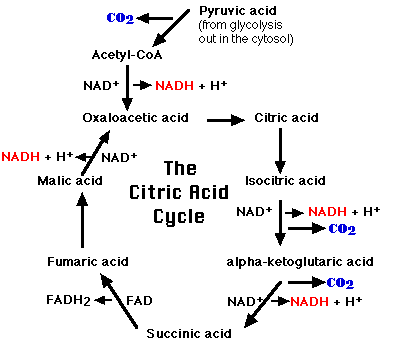 CO2
Pyruvic acid
(from glycolysis
out in the cytosol)
Acetyl-CoA
NAD+ NADH + H+
Oxaloacetic acid
Citric acid
NADH + H+ NAD+
The
Citric Acid
Cycle
Malic acid
Isocitric acid
NAD+ NADH + H+
CO2
Fumaric acid
alpha-ketoglutaric acid
CO2
FADH2 FAD
NAD+ NADH + H+
Succinic acid